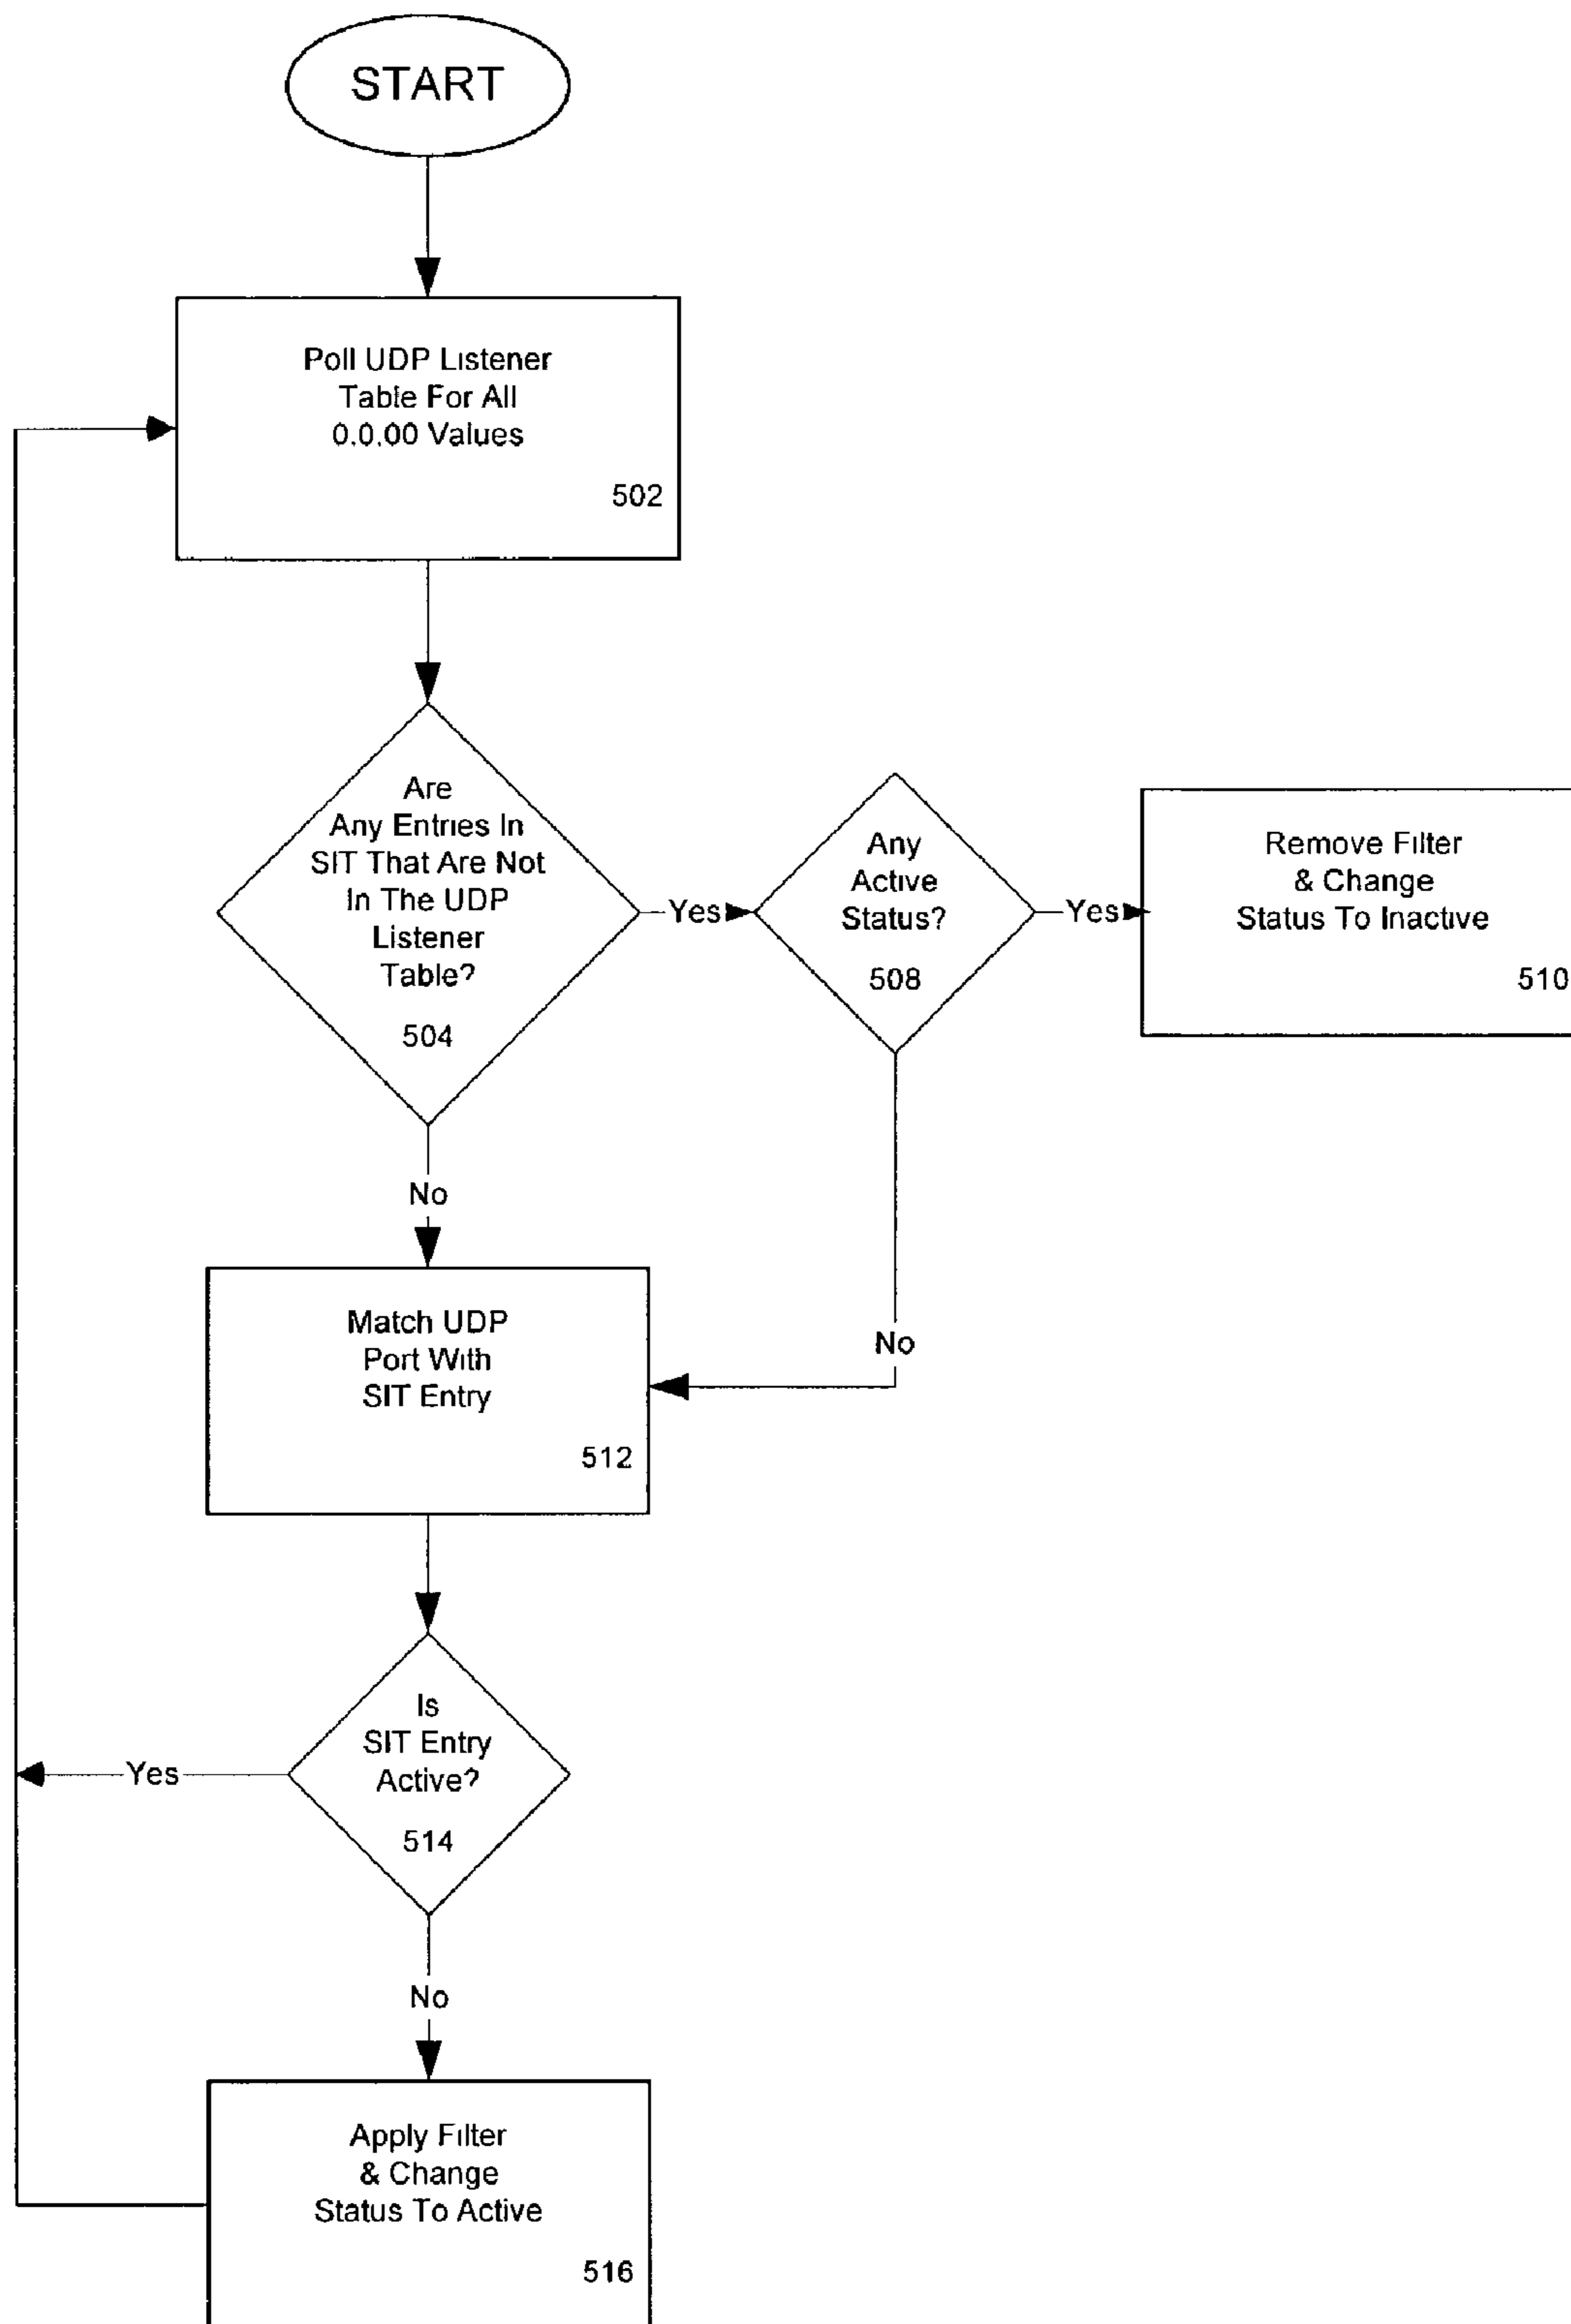 START
Poll UDP Listener
Table For All
0.0.00 Values
502
Are
Any Entries In
SIT That Are Not
In The UDP
Listener
Table?
504
Yes
Any
Active
Status?
508
Yes
Remove Filter
& Change
Status To Inactive
510
No
No
Match UDP
Port With
SIT Entry
512
Is
SIT Entry
Active?
514
Yes
No
Apply Filter
& Change
Status To Active
516